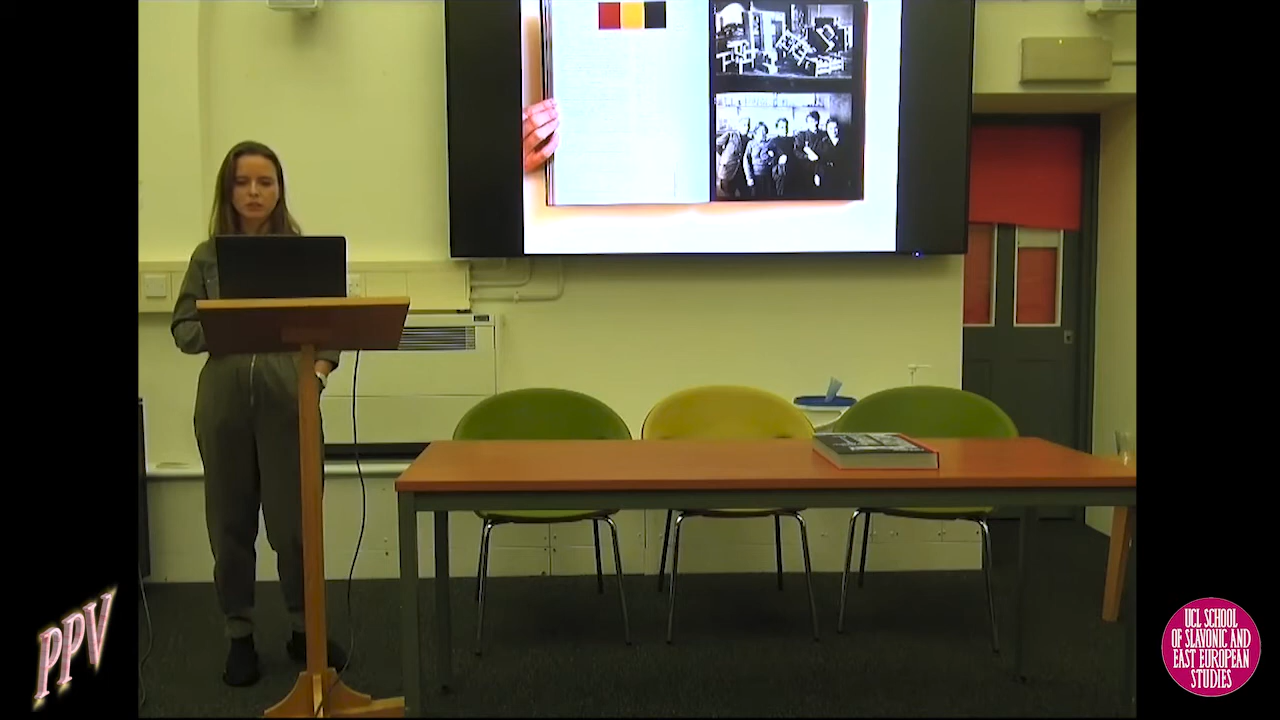 PPV
UCL SCHOOL
OF SLAVONIC AND
EAST EUROPEAN
STUDIES